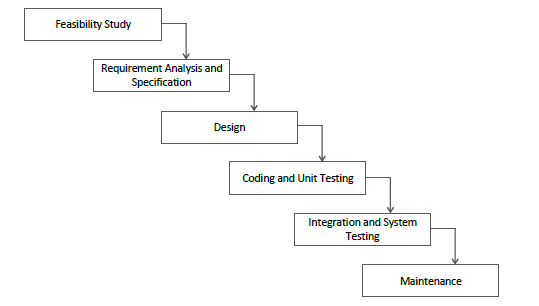 Feasibility Study
Requirement Analysis and
Specification
Design
Coding and Unit Testing
Integration and System
Testing
Maintenance